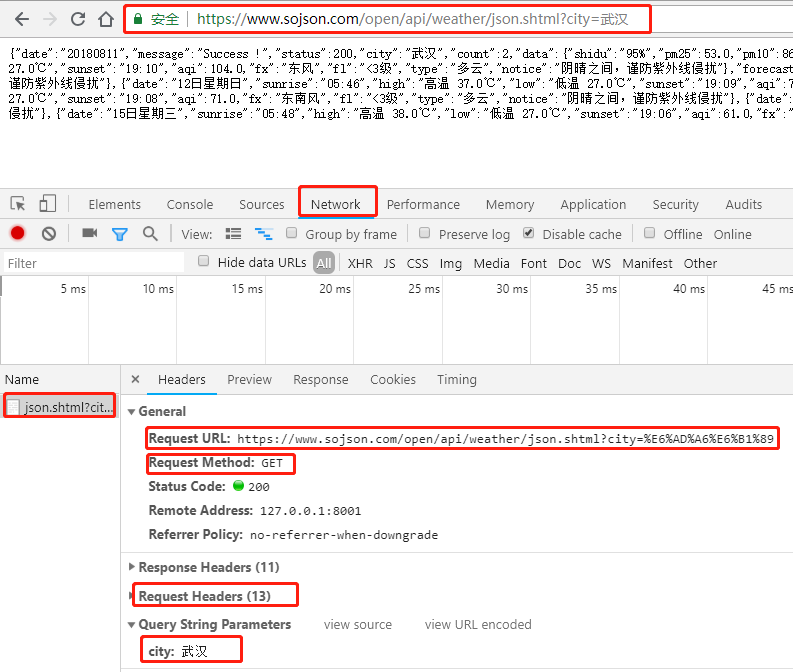 安全 https://www.sojson.com/open/api/weather/json.shtml?city=武汉
{"date":"20180811","message":"Success !","status":200,"city":"武汉","count":2,"data":{"shidu":"95%","pm25":53.0,"pm10":86
27.0℃","sunset":"19:10","aqi":104.0,"fx":"东风","fl":"<3级","type":"多云","notice":"阴晴之间，谨防紫外线侵扰"},"forecas
谨防紫外线侵扰"},{"date":"12日星期日","sunrise":"05:46","high":"高温 37.0℃","low":"低温 27.0℃","sunset":"19:09","aqi":7
27.0℃","sunset":"19:08","aqi":71.0,"fx":"东南风","fl":"<3级","type":"多云","notice":"阴晴之间，谨防紫外线侵扰"},{"date":
侵扰"},{"date":"15日星期三","sunrise":"05:48","high":"高温 38.0℃","low":"低温 27.0℃","sunset":"19:06","aqi":61.0,"fx":"
Elements Console Sources Network Performance Memory Application Security Audits
View: Group by frame Preserve log Disable cache Offline Online
Filter Hide data URLs All XHR JS CSS Img Media Font Doc WS Manifest Other
5 ms 10 ms 15 ms 20 ms 25 ms 30 ms 35 ms 40 ms 45 ms
Name × Headers Preview Response Cookies Timing
json.shtml?cit...
General
Request URL: https://www.sojson.com/open/api/weather/json.shtml?city=%E6%AD%A6%E6%B1%89
Request Method: GET
Status Code: 200
Remote Address: 127.0.0.1:8001
Referrer Policy: no-referrer-when-downgrade
Response Headers (11)
Request Headers (13)
Query String Parameters view source view URL encoded
city: 武汉